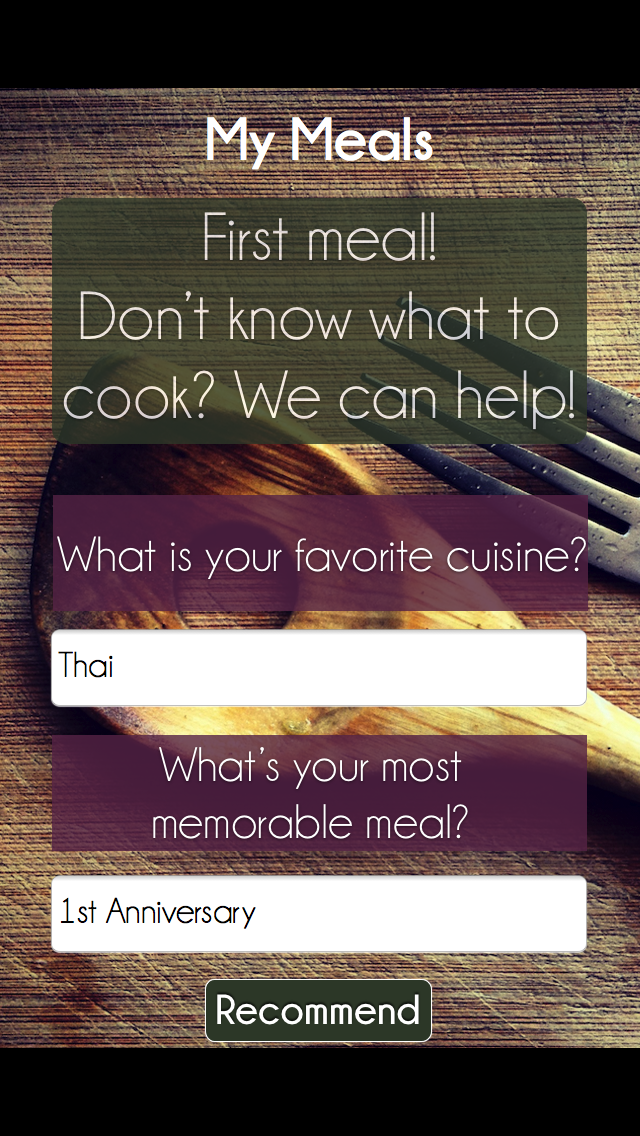 My Meals
First meal!
Don't know what to
cook? We can help!
What is your favorite cuisine?
Thai
What's your most
memorable meal?
1st Anniversary
Recommend